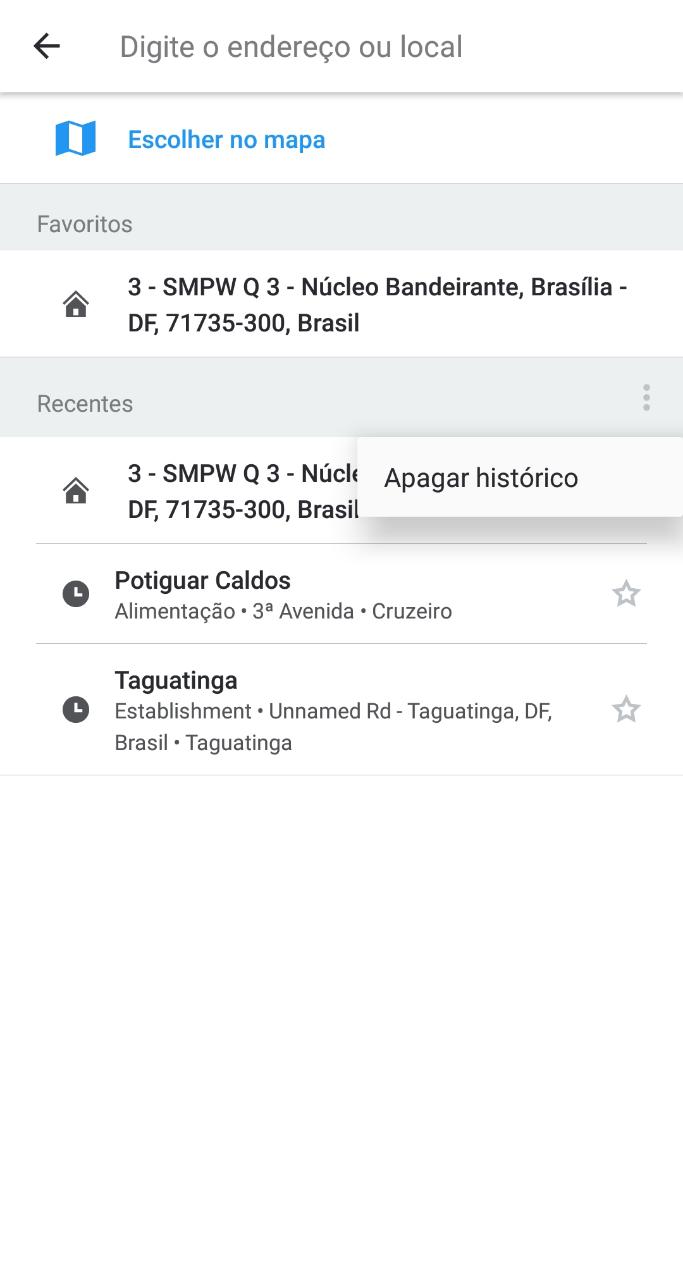 Digite o endereço ou local
Escolher no mapa
Favoritos
3 - SMPW Q 3 - Núcleo Bandeirante, Brasília -
DF, 71735-300, Brasil
Recentes
3 - SMPW Q 3 -
Apagar histórico
DF, 71735-300, Brasil
Potiguar Caldos
Alimentação • 3ª Avenida • Cruzeiro
Taguatinga
Establishment • Unnamed Rd - Taguatinga, DF,
Brasil • Taguatinga